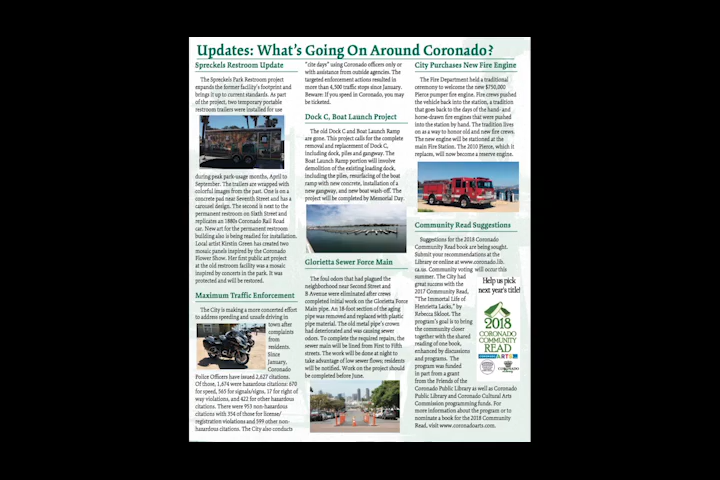 Updates: What's Going On Around Coronado?
Spreckels Restroom Update
The Spreckels Park Restroom project
expands the former facility's footprint and
brings it up to current standards. As part
of the project, two temporary portable
restroom trailers were installed for use
during peak park-usage months, April to
September. The trailers are wrapped with
colorful images from the past. One is on a
concrete pad near Seventh Street and has a
carousel design. The second is next to the
permanent restroom on Sixth Street and
replicates an 1880s Coronado Rail Road
car. New art for the permanent restroom
building also is being readied for installation.
Local artist Kirstin Green has created two
mosaic panels inspired by the Coronado
Flower Show. Her first public art project
at the old restroom facility was a mosaic
inspired by concerts in the park. It was
protected and will be restored.
Maximum Traffic Enforcement
The City is making a more concerted effort
to address speeding and unsafe driving in
town after
complaints
from
residents.
Since
January,
Coronado
Police Officers have issued 2,627 citations.
Of those, 1,674 were hazardous citations: 670
for speed, 565 for signals/signs, 17 for right of
way violations, and 422 for other hazardous
citations. There were 953 non-hazardous
citations with 354 of those for license/
registration violations and 599 other non-
hazardous citations. The City also conducts
"cite days" using Coronado officers only or
with assistance from outside agencies. The
targeted enforcement actions resulted in
more than 4,300 traffic stops since January.
Beware: If you speed in Coronado, you may
be ticketed.
Dock C, Boat Launch Project
The old Dock C and Boat Launch Ramp
are gone. This project calls for the complete
removal and replacement of Dock C,
including dock, piles and gangway. The
Boat Launch Ramp portion will involve
demolition of the existing loading dock,
including the piles, resurfacing of the boat
ramp with new concrete, installation of a
new gangway, and new boat wash-off. The
project will be completed by Memorial Day.
Glorietta Sewer Force Main
The foul odors that had plagued the
neighborhood near Second Street and
B Avenue were eliminated after crews
completed initial work on the Glorietta Force
Main pipe. An 18-foot section of the aging
pipe was removed and replaced with plastic
pipe material. The old metal pipe's crown
had deteriorated and was causing sewer
odors. To complete the required repairs, the
sewer main will be lined from First to Fifth
streets. The work will be done at night to
take advantage of low sewer flows; residents
will be notified. Work on the project should
be completed before June.
City Purchases New Fire Engine
The Fire Department held a traditional
ceremony to welcome the new $750,000
Pierce pumper fire engine. Fire crews pushed
the vehicle back into the station, a tradition
that goes back to the days of the hand- and
horse-drawn fire engines that were pushed
into the station by hand. The tradition lives
on as a way to honor old and new fire crews.
The new engine will be stationed at the
main Fire Station. The 2010 Pierce, which it
replaces, will now become a reserve engine.
Community Read Suggestions
Suggestions for the 2018 Coronado
Community Read book are being sought.
Submit your recommendations at the
Library or online at www.coronado.lib.
ca.us. Community voting will occur this
summer. The City had
great success with the
2017 Community Read,
"The Immortal Life of
Henrietta Lacks," by
Rebecca Skloot. The
program's goal is to bring
the community closer
together with the shared
reading of one book,
enhanced by discussions
and programs. The
program was funded
in part from a grant
from the Friends of the
Coronado Public Library as well as Coronado
Public Library and Coronado Cultural Arts
Commission programming funds. For
more information about the program or to
nominate a book for the 2018 Community
Read, visit www.coronadoarts.com.
Help us pick
next year's title!
2018
CORONADO
COMMUNITY
READ